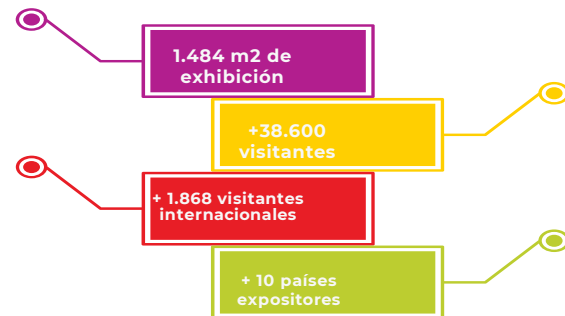 1.484 m2 de
exhibición
+38.600
visitantes
+ 1.868 visitantes
internacionales
+ 10 países
expositores